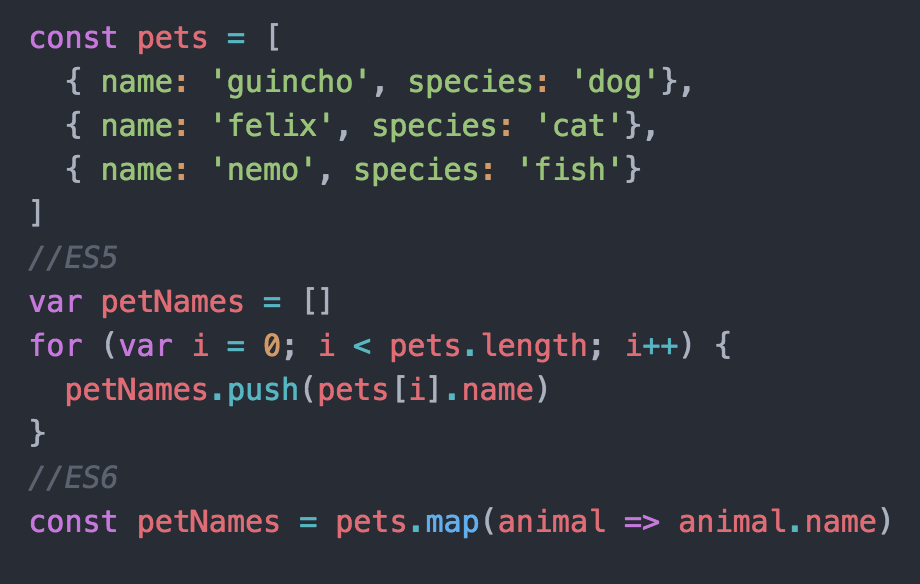 const pets = [
  { name: 'guincho', species: 'dog'},
  { name: 'felix', species: 'cat'},
  { name: 'nemo', species: 'fish'}
]
//ES5
var petNames = []
for (var i = 0; i < pets.length; i++) {
  petNames.push(pets[i].name)
}
//ES6
const petNames = pets.map(animal => animal.name)